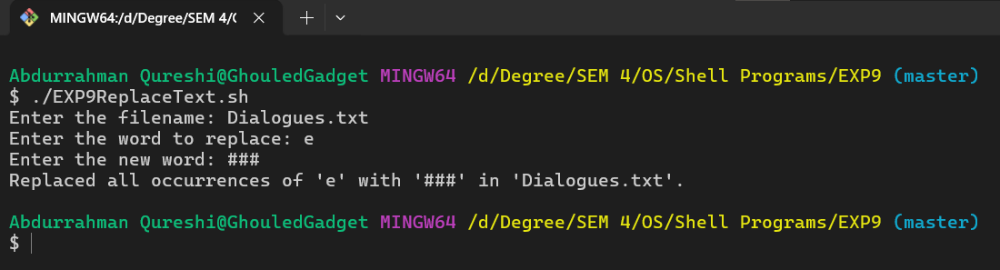 MINGW64:/d/Degree/SEM 4/
Abdurrahman Qureshi@GhouledGadget MINGW64 /d/Degree/SEM 4/OS/Shell Programs/EXP9 (master)
$ ./EXP9ReplaceText.sh
Enter the filename: Dialogues.txt
Enter the word to replace: e
Enter the new word: ###
Replaced all occurrences of 'e' with '###' in 'Dialogues.txt'.
Abdurrahman Qureshi@GhouledGadget MINGW64 /d/Degree/SEM 4/OS/Shell Programs/EXP9 (master)
$